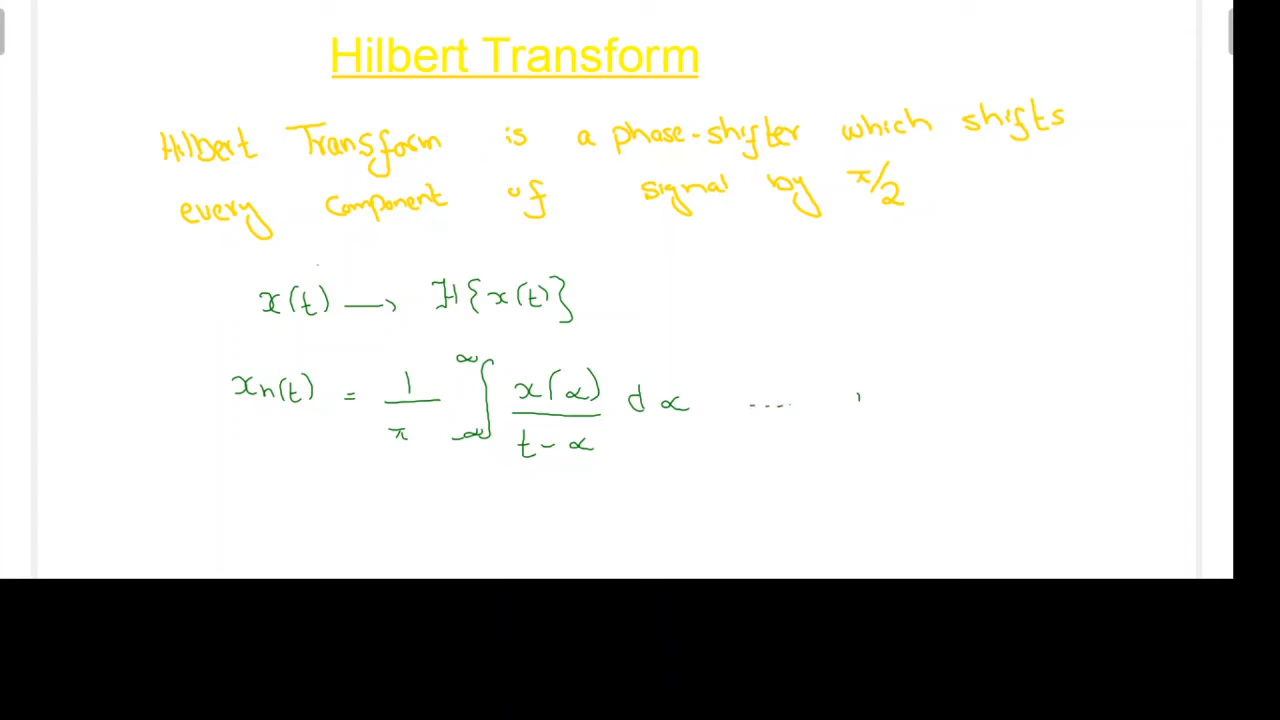 Hilbert Transform
Hilbert Transform is a phase-shifter which shifts
every component of signal by π/2
x(t) → H{x(t)}
xh(t) = 1/π ∫_{-∞}^{∞} x(α)/(t-α) dα ....